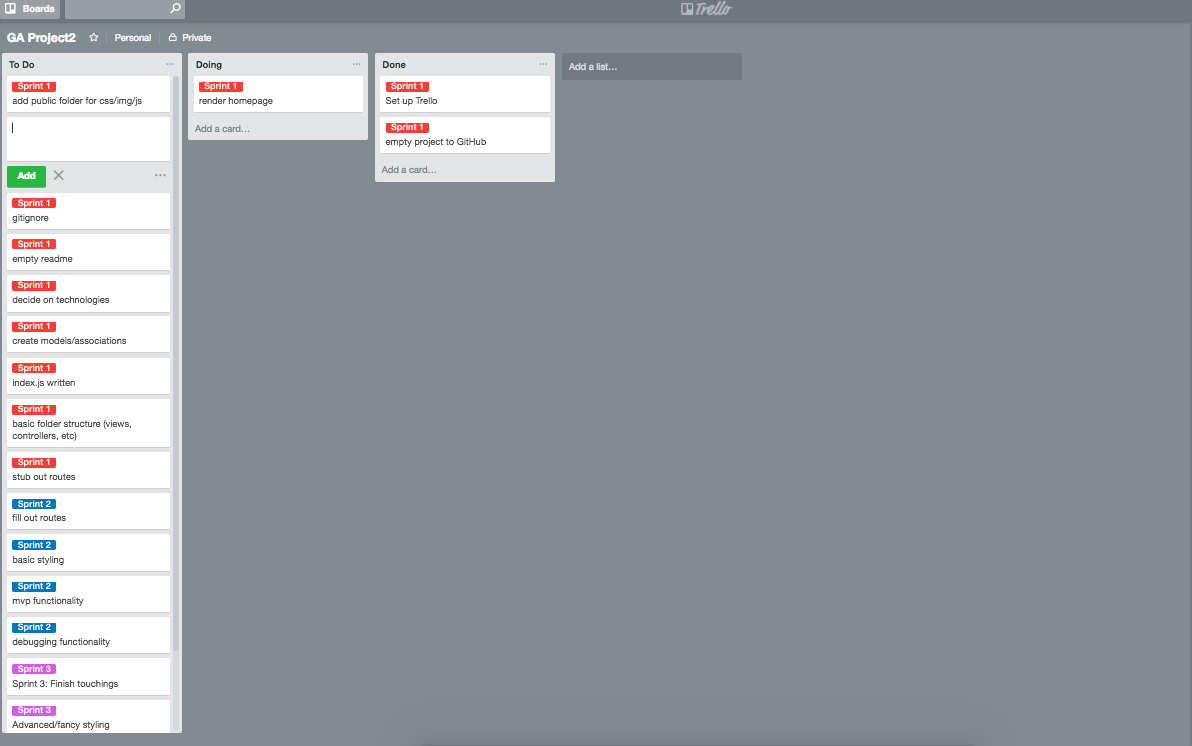 Boards
Trello
GA Project2
Personal
Private
To Do
Sprint 1
add public folder for css/img/js
Add
Sprint 1
gitignore
Sprint 1
empty readme
Sprint 1
decide on technologies
Sprint 1
create models/associations
Sprint 1
index.js written
Sprint 1
basic folder structure (views,
controllers, etc)
Sprint 1
stub out routes
Sprint 2
fill out routes
Sprint 2
basic styling
Sprint 2
mvp functionality
Sprint 2
debugging functionality
Sprint 3
Sprint 3: Finish touchings
Sprint 3
Advanced/fancy styling
Doing
Sprint 1
render homepage
Add a card...
Done
Sprint 1
Set up Trello
Sprint 1
empty project to GitHub
Add a card...
Add a list...